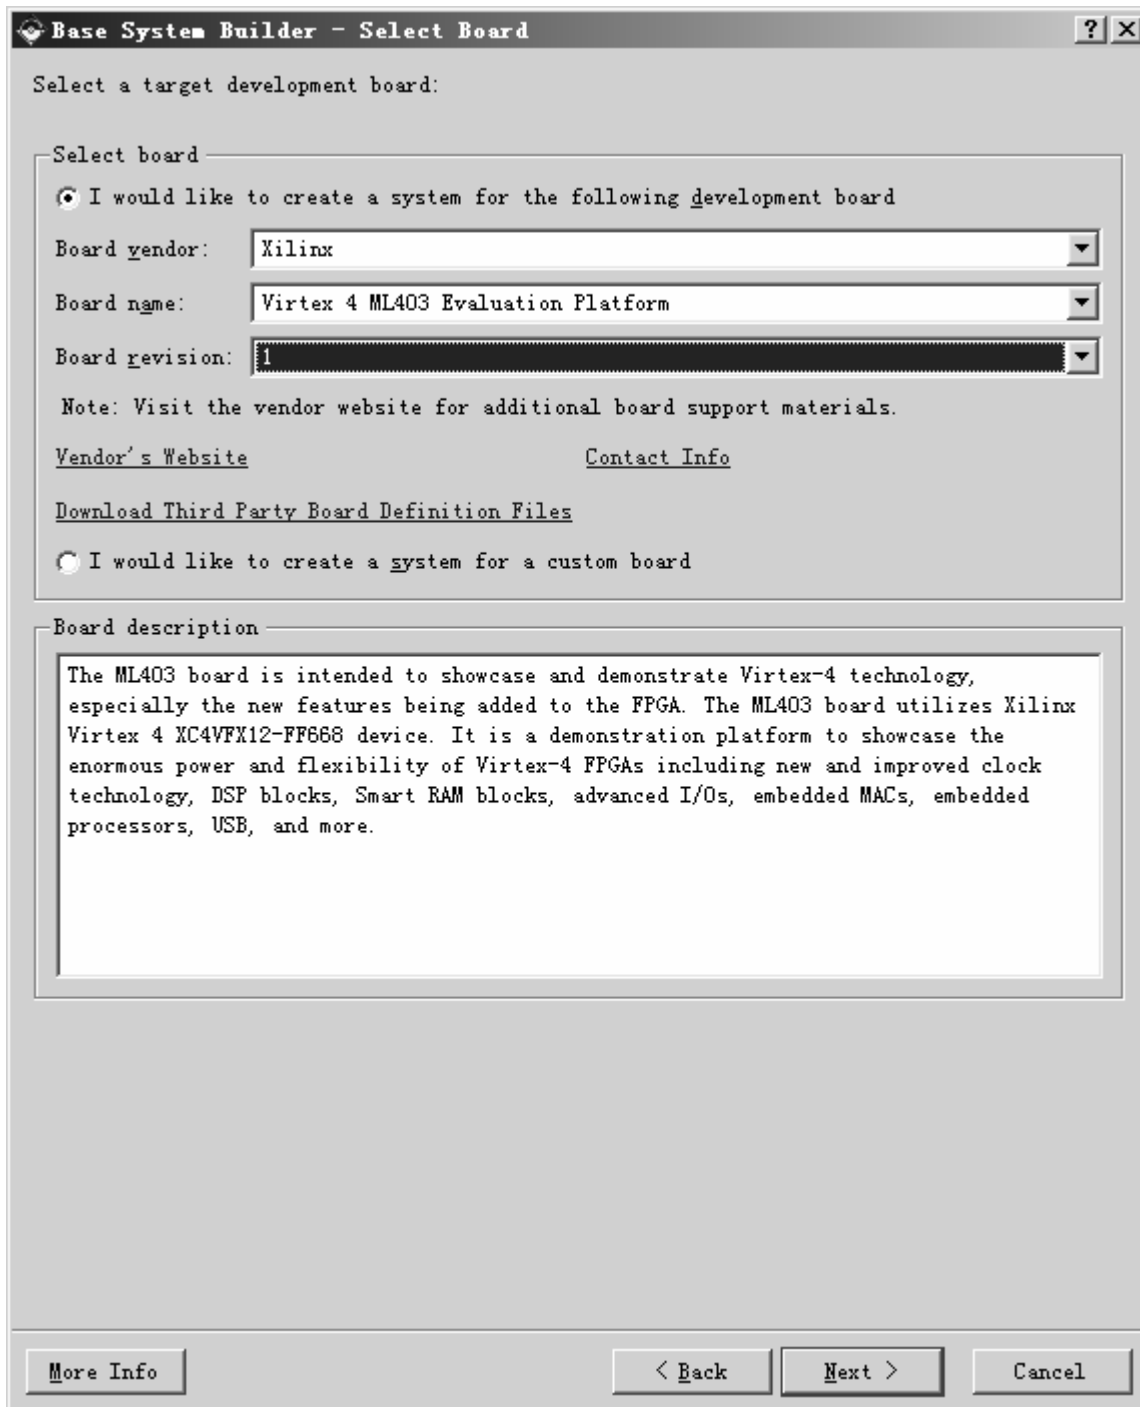 Base System Builder - Select Board
Select a target development board:
Select board
I would like to create a system for the following development board
Board vendor: Xilinx
Board name: Virtex 4 ML403 Evaluation Platform
Board revision: 1
Note: Visit the vendor website for additional board support materials.
Vendor's Website Contact Info
Download Third Party Board Definition Files
I would like to create a system for a custom board
Board description
The ML403 board is intended to showcase and demonstrate Virtex-4 technology,
especially the new features being added to the FPGA. The ML403 board utilizes Xilinx
Virtex 4 XC4VFX12-FF668 device. It is a demonstration platform to showcase the
enormous power and flexibility of Virtex-4 FPGAs including new and improved clock
technology, DSP blocks, Smart RAM blocks, advanced I/Os, embedded MACs, embedded
processors, USB, and more.
More Info < Back Next > Cancel